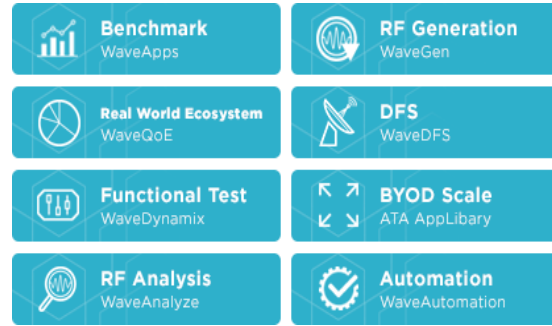 Benchmark
WaveApps
RF Generation
WaveGen
Real World Ecosystem
WaveQoE
DFS
WaveDFS
Functional Test
WaveDynamix
BYOD Scale
ATA AppLibary
RF Analysis
WaveAnalyze
Automation
WaveAutomation